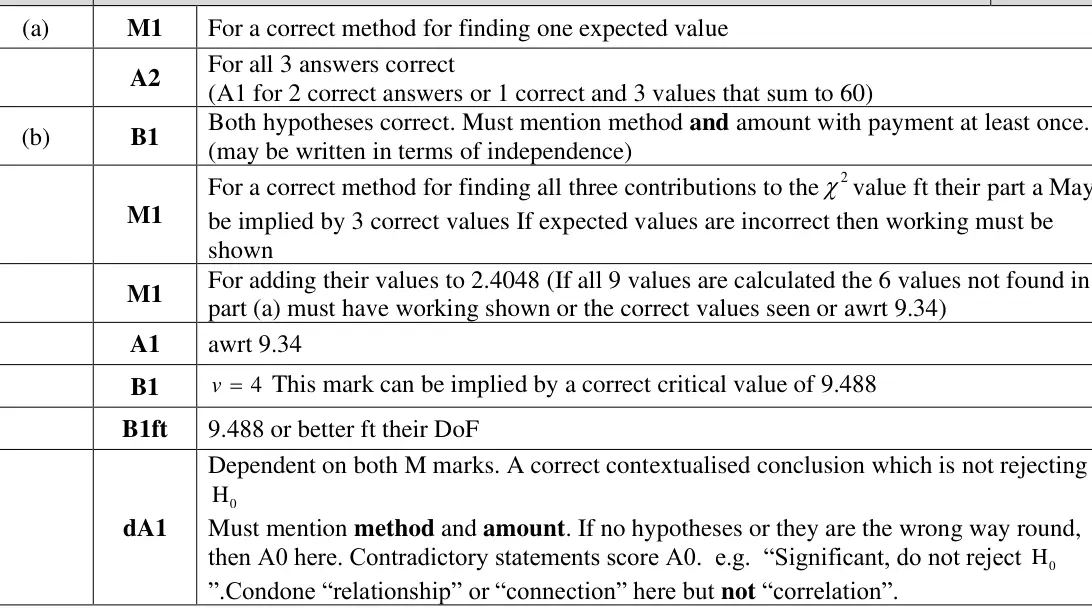 (a) M1 For a correct method for finding one expected value
A2 For all 3 answers correct
(A1 for 2 correct answers or 1 correct and 3 values that sum to 60)
(b) B1 Both hypotheses correct. Must mention method and amount with payment at least once.
(may be written in terms of independence)
M1 For a correct method for finding all three contributions to the χ² value ft their part a May
be implied by 3 correct values If expected values are incorrect then working must be
shown
M1 For adding their values to 2.4048 (If all 9 values are calculated the 6 values not found in
part (a) must have working shown or the correct values seen or awrt 9.34)
A1 awrt 9.34
B1 ν = 4 This mark can be implied by a correct critical value of 9.488
B1ft 9.488 or better ft their DoF
dA1 Dependent on both M marks. A correct contextualised conclusion which is not rejecting
H₀
Must mention method and amount. If no hypotheses or they are the wrong way round,
then A0 here. Contradictory statements score A0. e.g. “Significant, do not reject H₀
”.Condone “relationship” or “connection” here but not “correlation”.